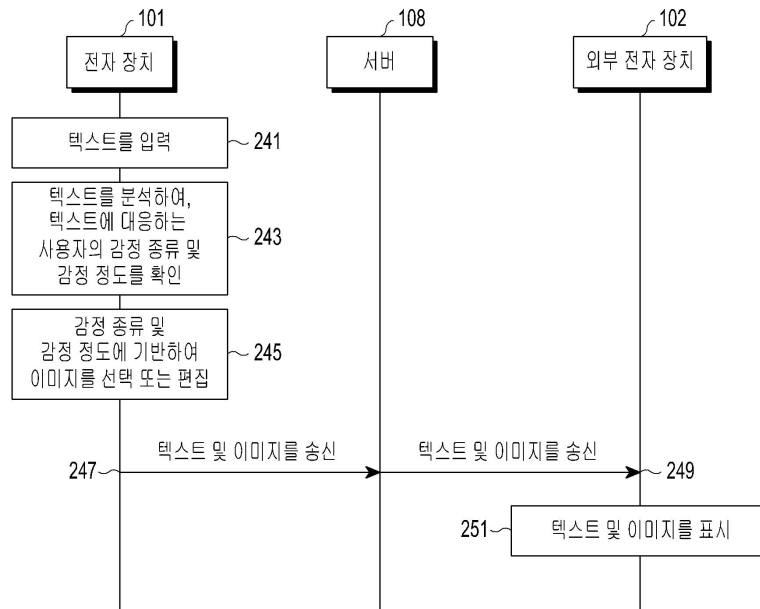 101
108
102
전자 장치
서버
외부 전자 장치
텍스트를 입력
241
텍스트를 분석하여,
텍스트에 대응하는
사용자의 감정 종류 및
감정 정도를 확인
243
감정 종류 및
감정 정도에 기반하여
이미지를 선택 또는 편집
245
텍스트 및 이미지를 송신
텍스트 및 이미지를 송신
247
249
251
텍스트 및 이미지를 표시